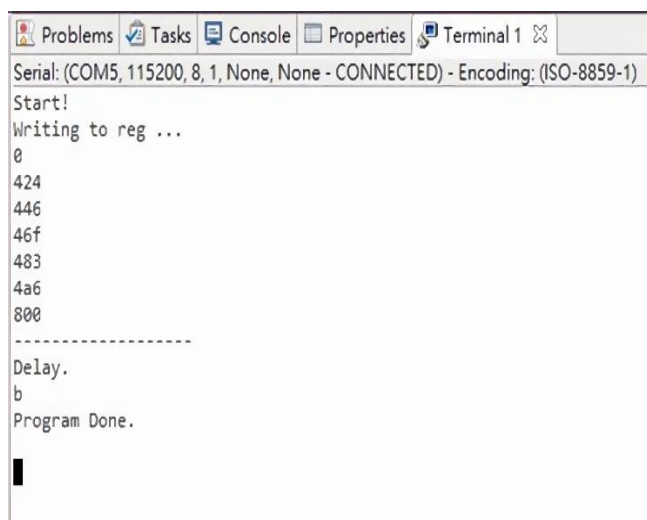 Problems Tasks Console Properties Terminal 1
Serial: (COM5, 115200, 8, 1, None, None - CONNECTED) - Encoding: (ISO-8859-1)
Start!
Writing to reg ...
0
424
446
46f
483
4a6
800
-------------------
Delay.
b
Program Done.